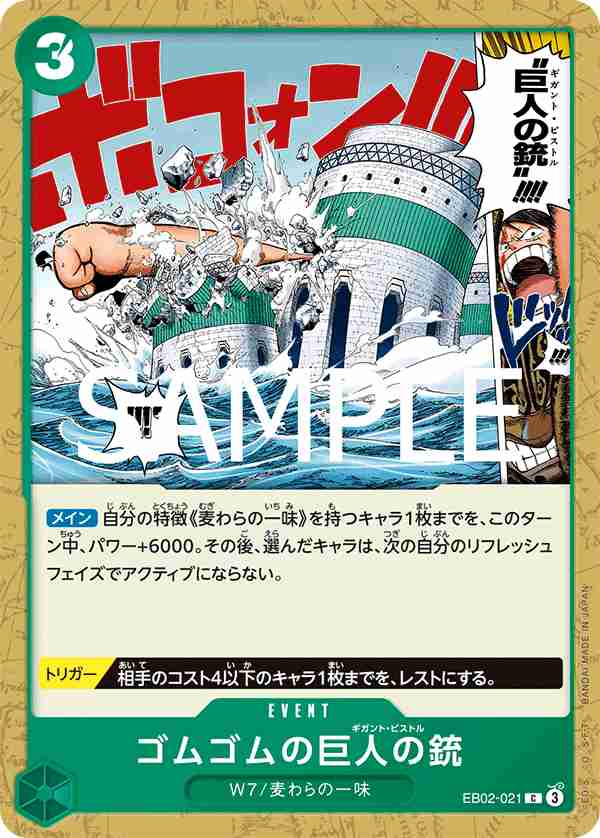 3
ボフォン!!
"巨人の銃"!!!!
ギガント・ピストル
ドッ
!!!
SAMPLE
メイン 自分の特徴《麦わらの一味》を持つキャラ1枚までを、このター
ン中、パワー+6000。その後、選んだキャラは、次の自分のリフレッシュ
フェイズでアクティブにならない。
トリガー 相手のコスト4以下のキャラ1枚までを、レストにする。
EVENT
ギガント・ピストル
ゴムゴムの巨人の銃
W7/麦わらの一味
EB02-021 C 3
BANDAI MADE IN JAPAN